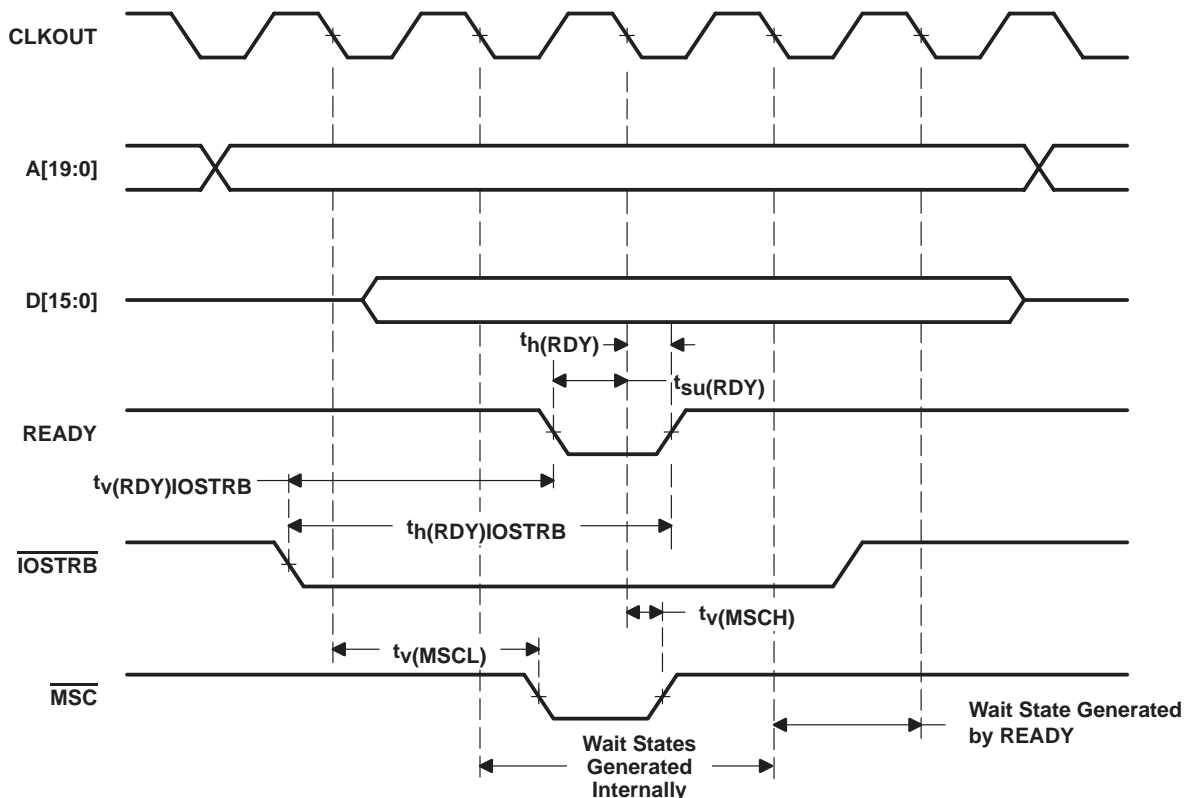 CLKOUT
A[19:0]
D[15:0]
th(RDY)
tsu(RDY)
READY
tv(RDY)IOSTRB
th(RDY)IOSTRB
IOSTRB
tv(MSCH)
tv(MSCL)
MSC
Wait State Generated
by READY
Wait States
Generated
Internally